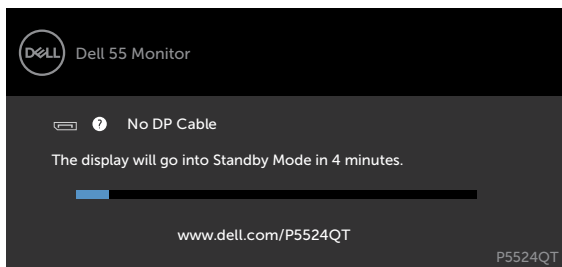 DELL
Dell 55 Monitor
? No DP Cable
The display will go into Standby Mode in 4 minutes.
www.dell.com/P5524QT
P5524QT